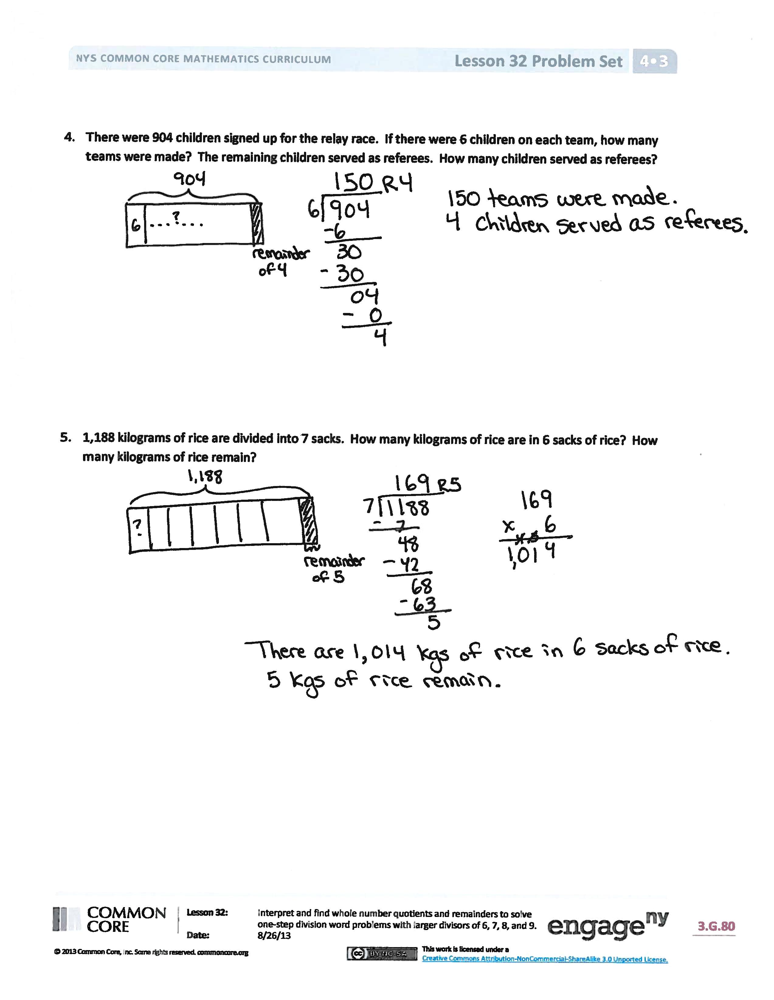 NYS COMMON CORE MATHEMATICS CURRICULUM Lesson 32 Problem Set 4•3
4. There were 904 children signed up for the relay race. If there were 6 children on each team, how many
teams were made? The remaining children served as referees. How many children served as referees?
904
6 ...?...
remainder
of 4
150 R4
6 904
-6
30
- 30
04
- 0
4
150 teams were made.
4 children served as referees.
5. 1,188 kilograms of rice are divided into 7 sacks. How many kilograms of rice are in 6 sacks of rice? How
many kilograms of rice remain?
1,188
?
remainder
of 5
169 R5
7 1188
- 7
48
- 42
68
- 63
5
169
x 6
1,014
There are 1,014 kgs of rice in 6 sacks of rice.
5 kgs of rice remain.
COMMON
CORE
Lesson 32:
Date:
Interpret and find whole number quotients and remainders to solve
one-step division word problems with larger divisors of 6, 7, 8, and 9.
8/26/13
engage ny
3.G.80
© 2013 Common Core, Inc. Some rights reserved. commoncore.org
cc BY-NC-SA
This work is licensed under a
Creative Commons Attribution-NonCommercial-ShareAlike 3.0 Unported License.